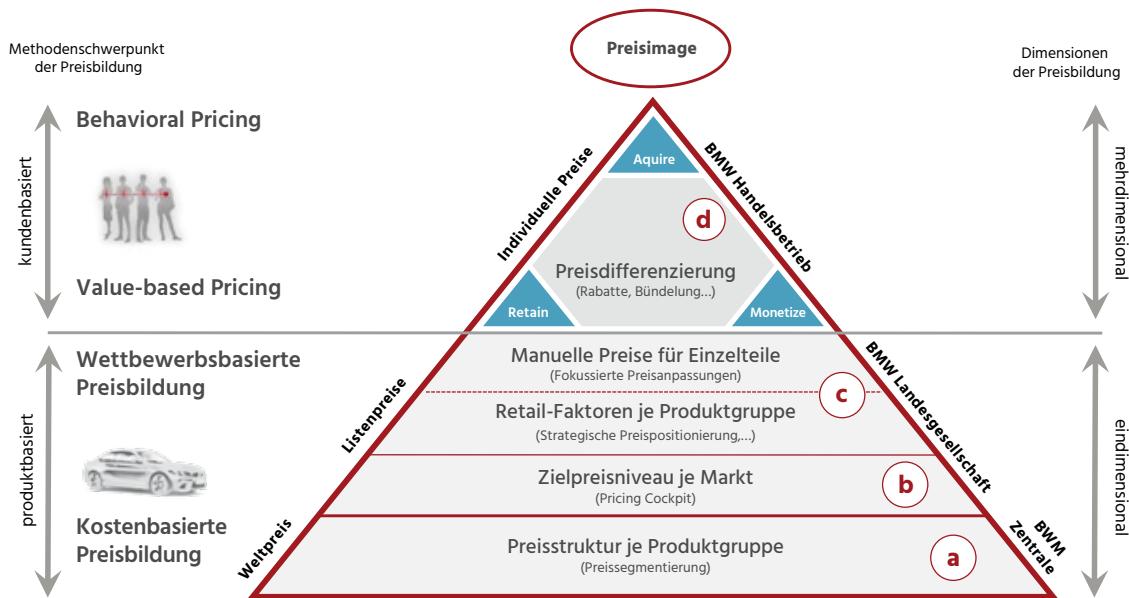 Methodenschwerpunkt
der Preisbildung
Preisimage
Dimensionen
der Preisbildung
kundenbasiert
Behavioral Pricing
Value-based Pricing
Individuelle Preise
Aquire
BMW Handelsbetrieb
d
Preisdifferenzierung
(Rabatte, Bündelung...)
Retain
Monetize
mehrdimensional
produktbasiert
Wettbewerbsbasierte
Preisbildung
Kostenbasierte
Preisbildung
Listenpreise
Manuelle Preise für Einzelteile
(Fokussierte Preisanpassungen)
c
Retail-Faktoren je Produktgruppe
(Strategische Preispositionierung,...)
BMW Landesgesellschaft
Zielpreisniveau je Markt
(Pricing Cockpit)
b
Weltpreis
Preisstruktur je Produktgruppe
(Preissegmentierung)
a
BWM
Zentrale
eindimensional